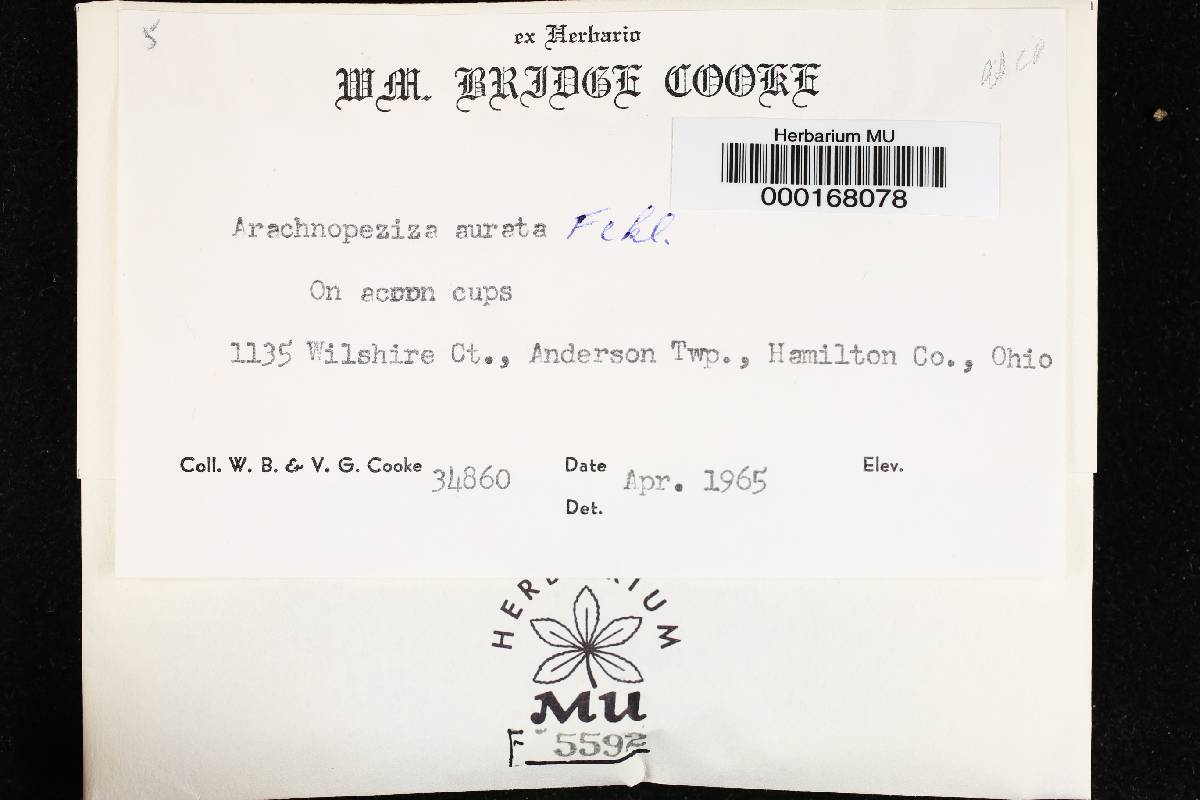 5
ex Herbario
WM. BRIDGE COOKE
Herbarium MU
000168078
Arachnopeziza aurata Fckl.
On acorn cups
1135 Wilshire Ct., Anderson Twp., Hamilton Co., Ohio
Coll. W. B. & V. G. Cooke 34860 Date Apr. 1965 Elev.
Det.
MU
F 5592